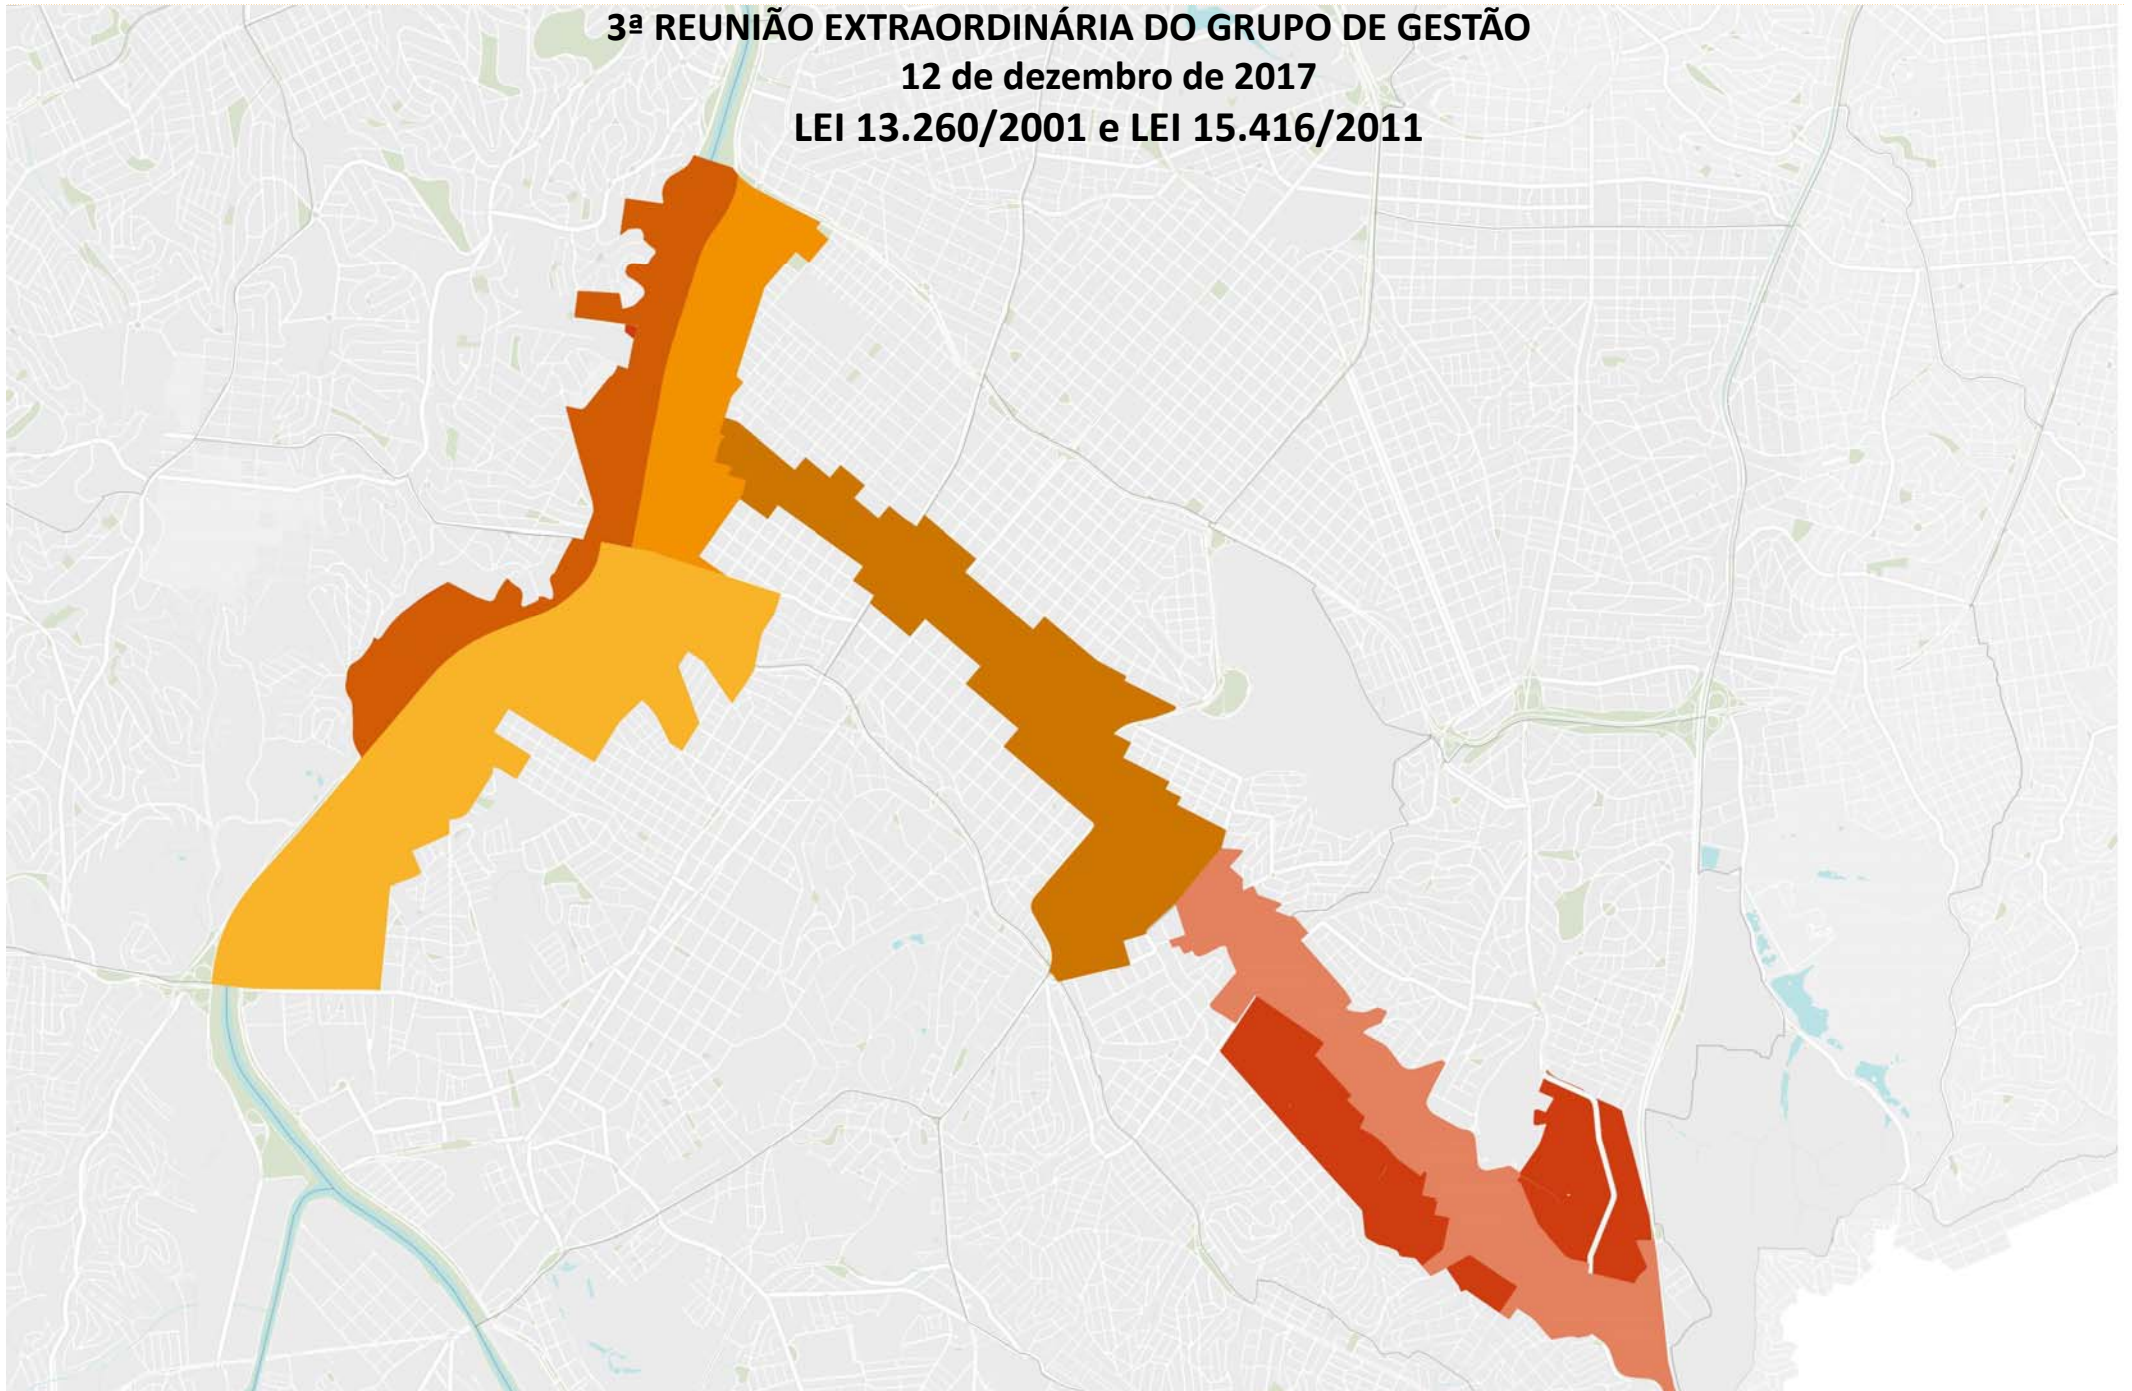 3ª REUNIÃO EXTRAORDINÁRIA DO GRUPO DE GESTÃO
12 de dezembro de 2017
LEI 13.260/2001 e LEI 15.416/2011